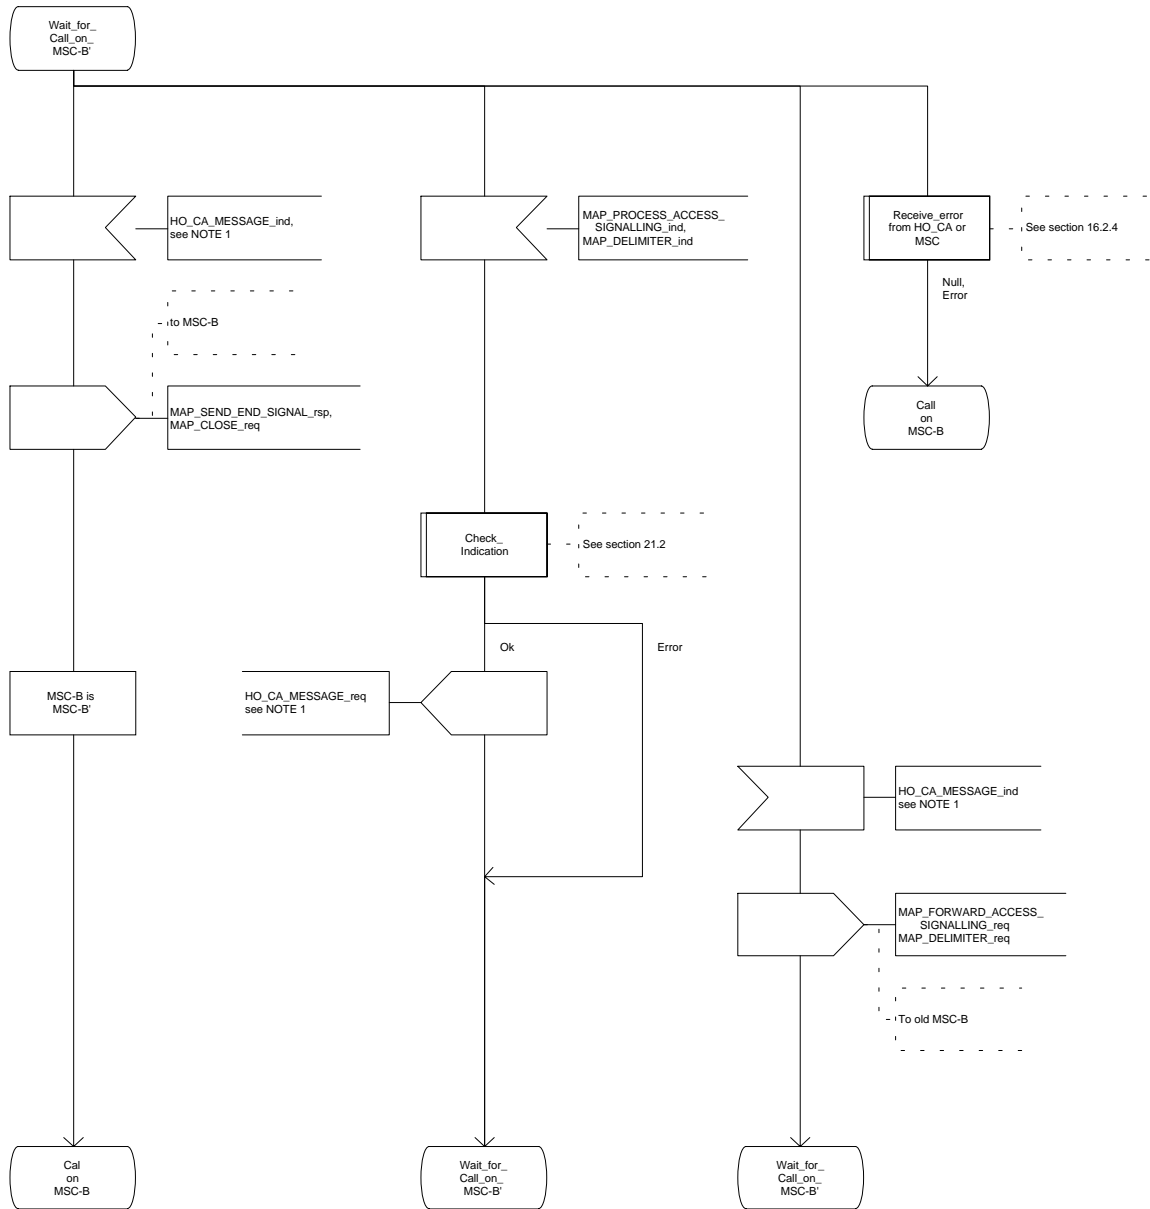 Wait_for_
Call_on_
MSC-B'
HO_CA_MESSAGE_ind,
see NOTE 1
MAP_PROCESS_ACCESS_
SIGNALLING_ind,
MAP_DELIMITER_ind
Receive_error
from HO_CA or
MSC
See section 16.2.4
Null,
Error
to MSC-B
MAP_SEND_END_SIGNAL_rsp,
MAP_CLOSE_req
Call
on
MSC-B
Check_
Indication
See section 21.2
Ok
Error
MSC-B is
MSC-B'
HO_CA_MESSAGE_req
see NOTE 1
HO_CA_MESSAGE_ind
see NOTE 1
MAP_FORWARD_ACCESS_
SIGNALLING_req
MAP_DELIMITER_req
To old MSC-B
Cal
on
MSC-B
Wait_for_
Call_on_
MSC-B'
Wait_for_
Call_on_
MSC-B'